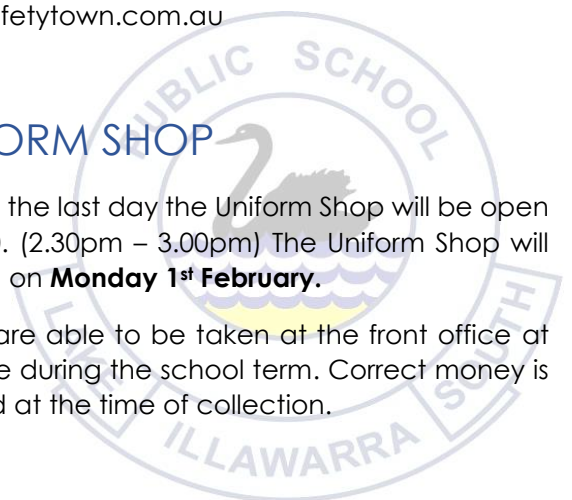 fetytown.com.au
ORM SHOP
the last day the Uniform Shop will be open
. (2.30pm – 3.00pm) The Uniform Shop will
on Monday 1st February.
are able to be taken at the front office at
e during the school term. Correct money is
d at the time of collection.
PUBLIC SCHOOL
LAKE ILLAWARRA SOUTH